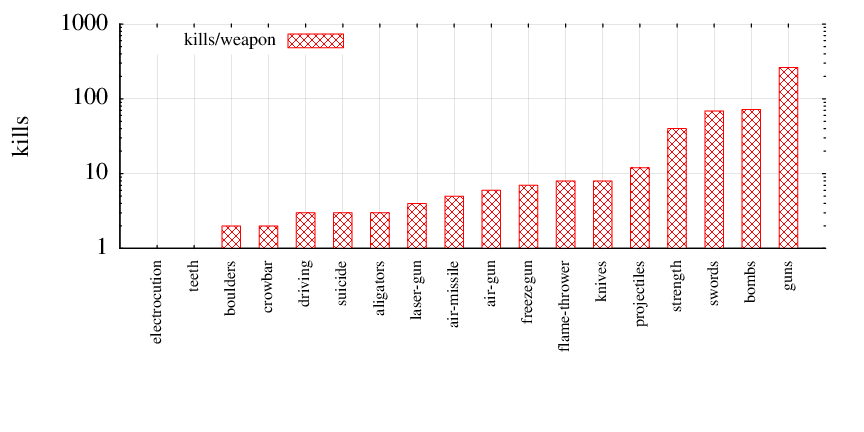 1000
kills/weapon
100
kills
10
1
electrocution
teeth
boulders
crowbar
driving
suicide
aligators
laser-gun
air-missile
air-gun
freezegun
flame-thrower
knives
projectiles
strength
swords
bombs
guns